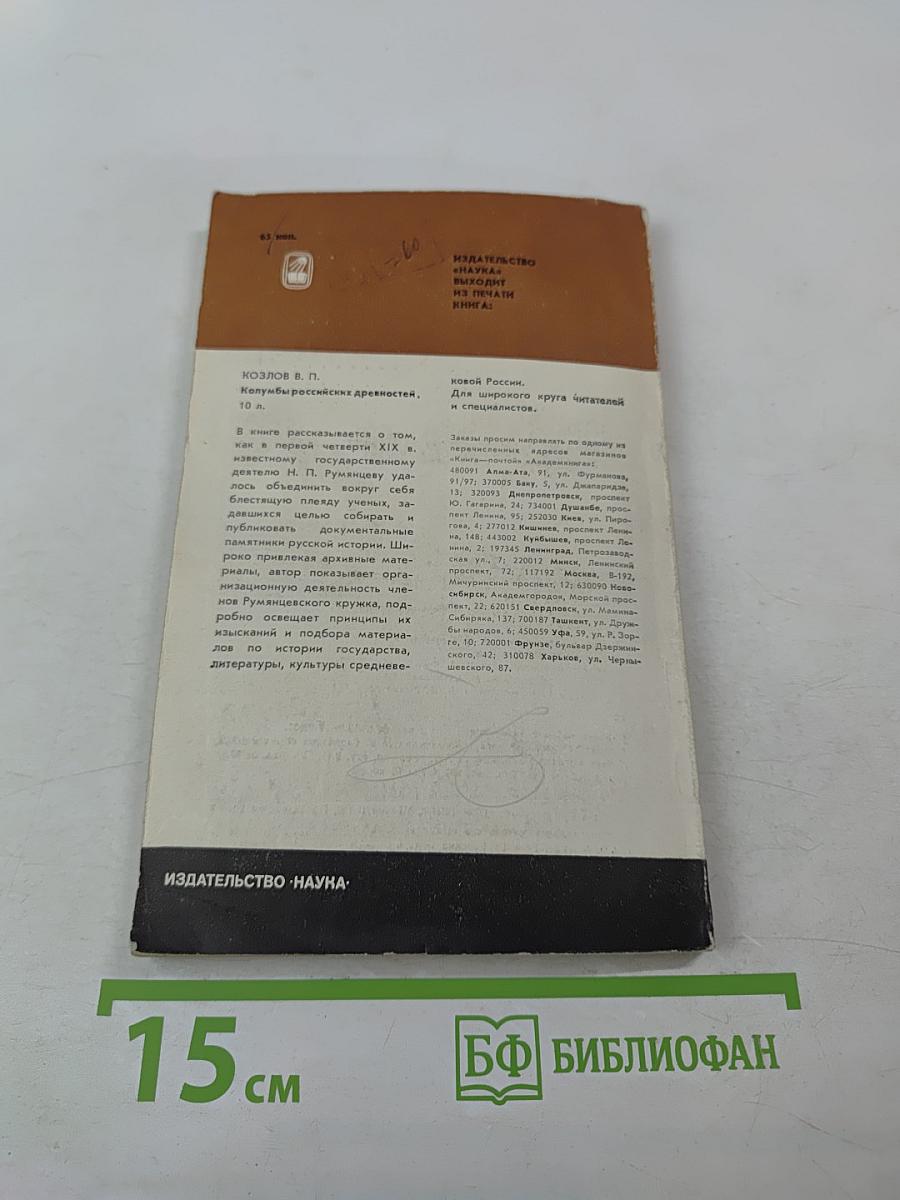 65 коп.
=60
ИЗДАТЕЛЬСТВО
«НАУКА»
ВЫХОДИТ
ИЗ ПЕЧАТИ
КНИГА:
КОЗЛОВ В. П.
Колумбы российских древностей.
10 л.
В книге рассказывается о том,
как в первой четверти XIX в.
известному государственному
деятелю Н. П. Румянцеву уда-
лось объединить вокруг себя
блестящую плеяду ученых, за-
давшихся целью собирать и
публиковать документальные
памятники русской истории. Ши-
роко привлекая архивные мате-
риалы, автор показывает орга-
низационную деятельность чле-
нов Румянцевского кружка, под-
робно освещает принципы их
изысканий и подбора материа-
лов по истории государства,
литературы, культуры средневе-
ковой России.
Для широкого круга читателей
и специалистов.
Заказы просим направлять по одному из
перечисленных адресов магазинов
«Книга—почтой» «Академкнига»:
480091 Алма-Ата, 91, ул. Фурманова,
91/97; 370005 Баку, 5, ул. Джапаридзе,
13; 320093 Днепропетровск, проспект
Ю. Гагарина, 24; 734001 Душанбе, прос-
пект Ленина, 95; 252030 Киев, ул. Пиро-
гова, 4; 277012 Кишинев, проспект Лени-
на, 148; 443002 Куйбышев, проспект Ле-
нина, 2; 197345 Ленинград, Петрозавод-
ская ул., 7; 220012 Минск, Ленинский
проспект, 72; 117192 Москва, В-192,
Мичуринский проспект, 12; 630090 Ново-
сибирск, Академгородок, Морской прос-
пект, 22; 620151 Свердловск, ул. Мамина-
Сибиряка, 137; 700187 Ташкент, ул. Друж-
бы народов, 6; 450059 Уфа, 59, ул. Р. Зор-
ге, 10; 720001 Фрунзе, бульвар Дзержин-
ского, 42; 310078 Харьков, ул. Черны-
шевского, 87.
ИЗДАТЕЛЬСТВО «НАУКА»
15 см
БФ БИБЛИОФАН